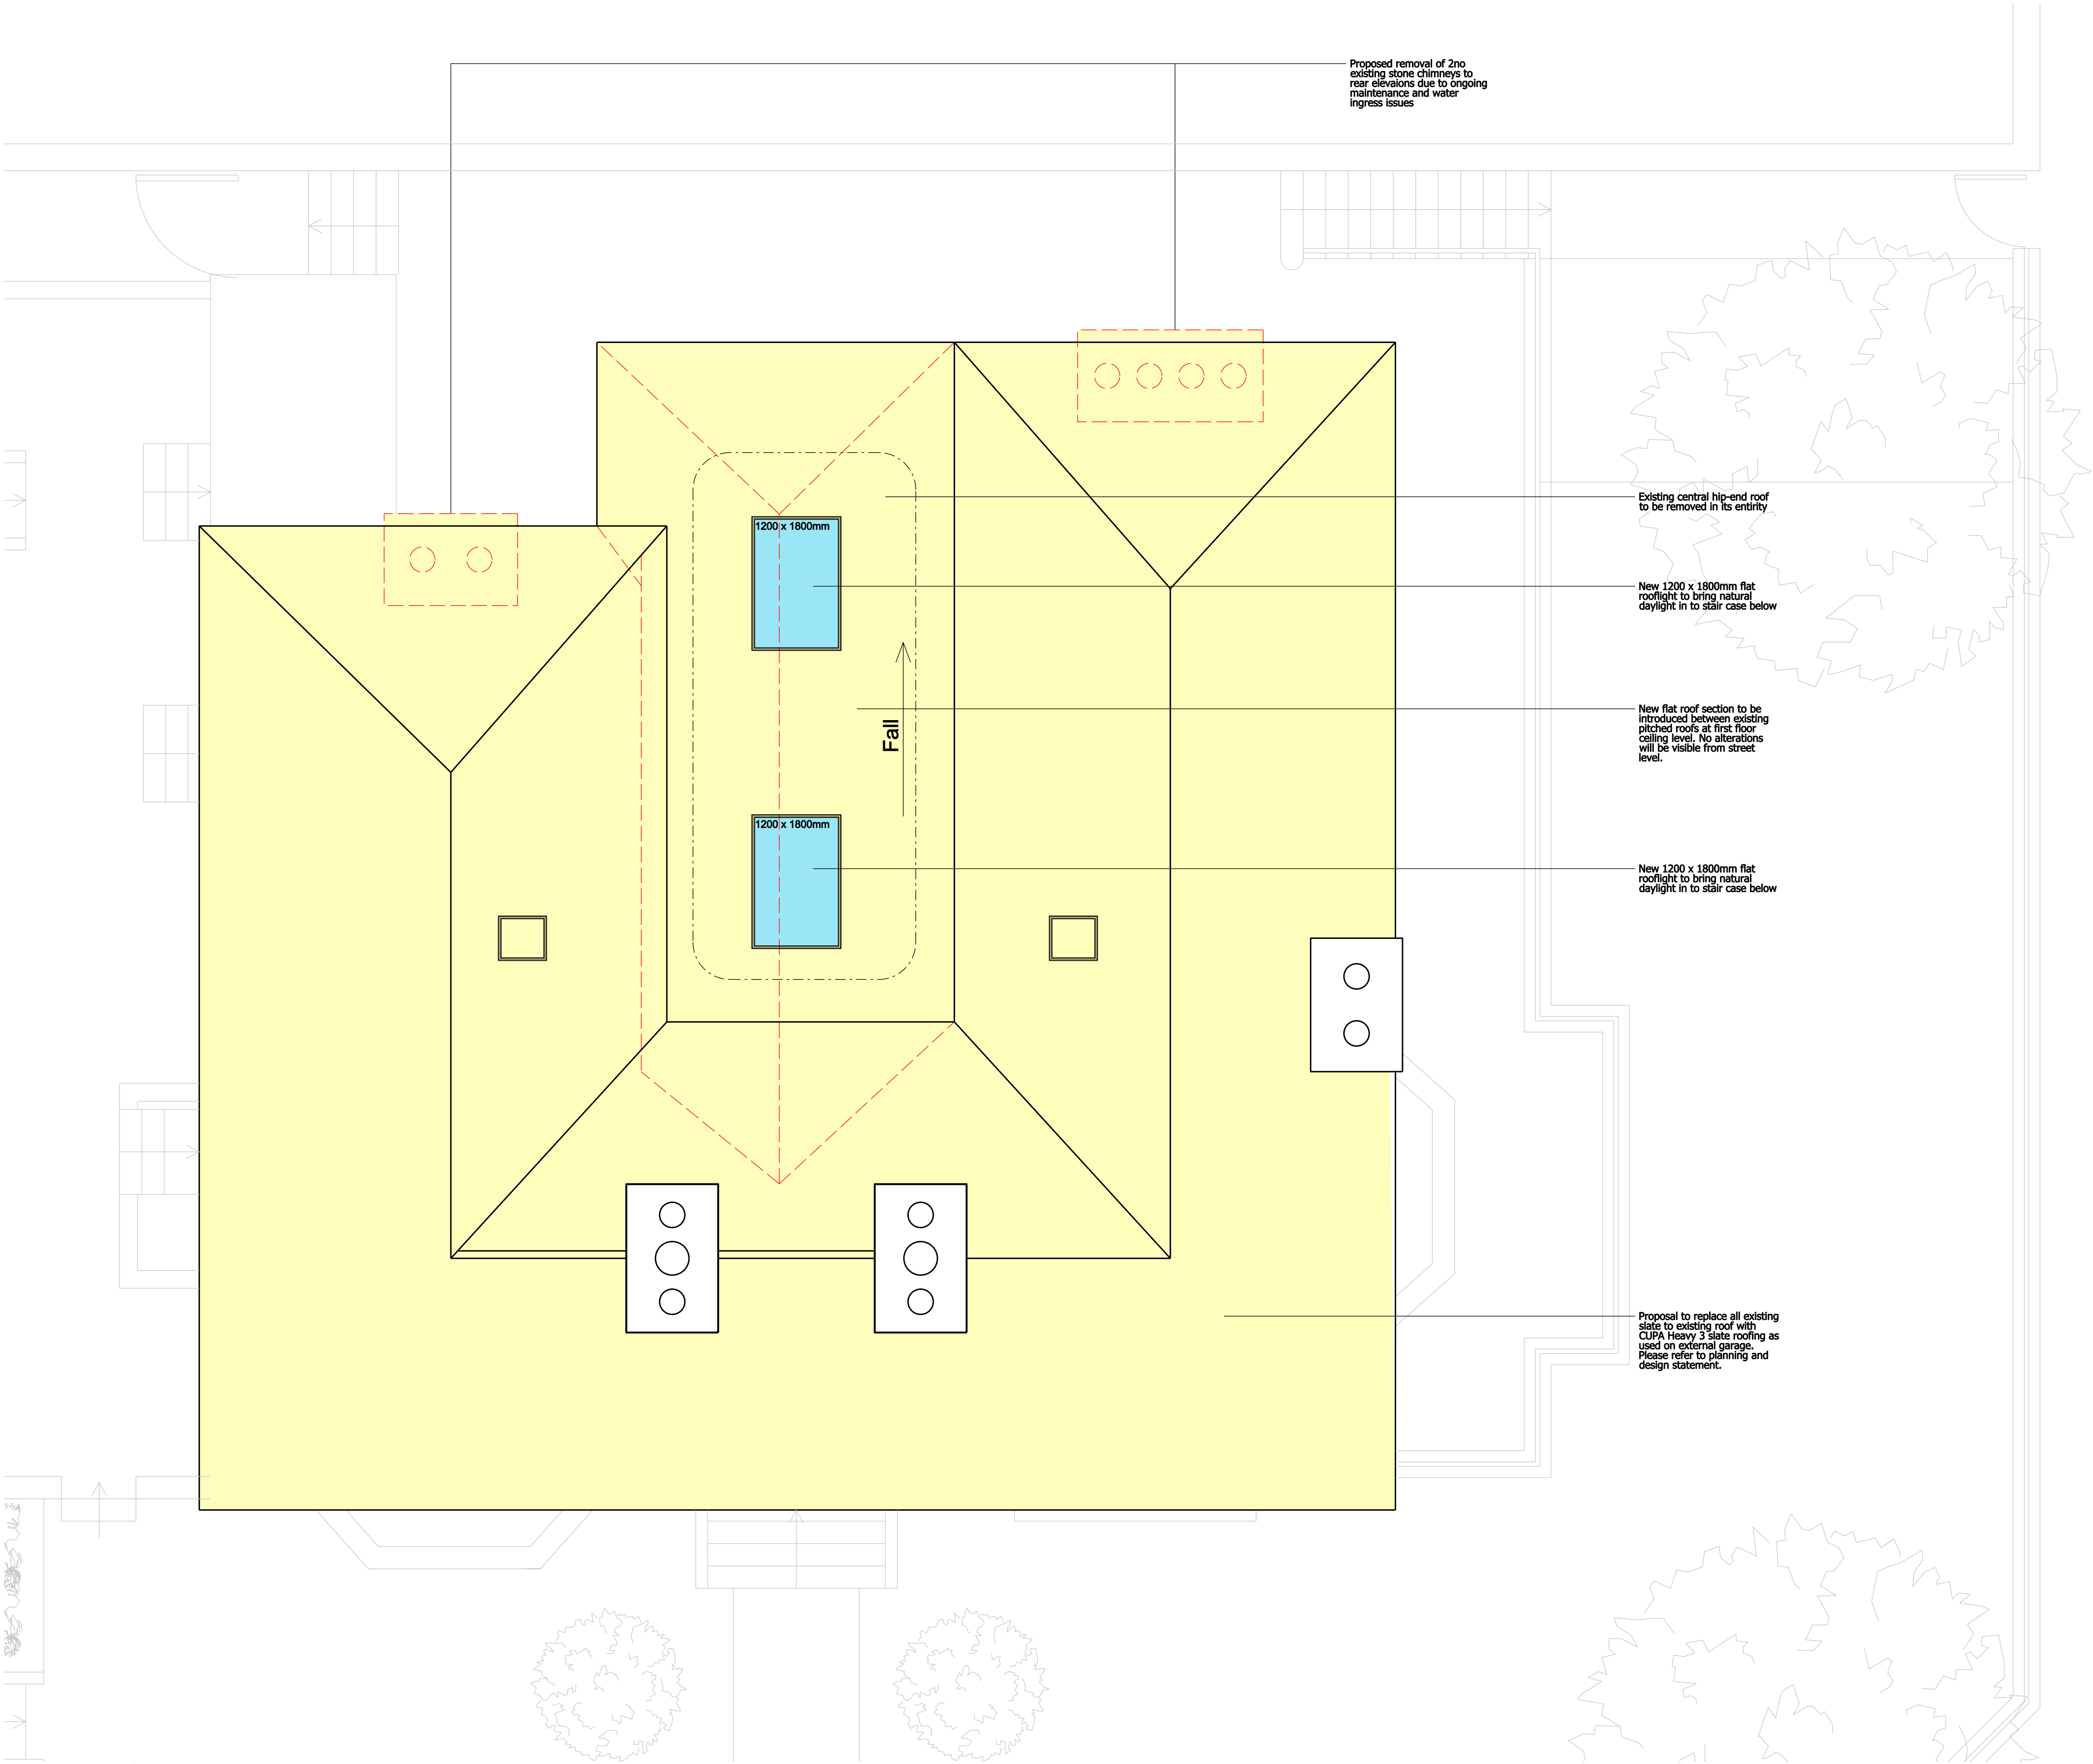 Proposed removal of 2no
existing stone chimneys to
rear elevaions due to ongoing
maintenance and water
ingress issues
Existing central hip-end roof
to be removed in its entirity
1200 x 1800mm
New 1200 x 1800mm flat
rooflight to bring natural
daylight in to stair case below
Fall
New flat roof section to be
introduced between existing
pitched roofs at first floor
ceiling level. No alterations
will be visible from street
level.
1200 x 1800mm
New 1200 x 1800mm flat
rooflight to bring natural
daylight in to stair case below
Proposal to replace all existing
slate to existing roof with
CUPA Heavy 3 slate roofing as
used on external garage.
Please refer to planning and
design statement.